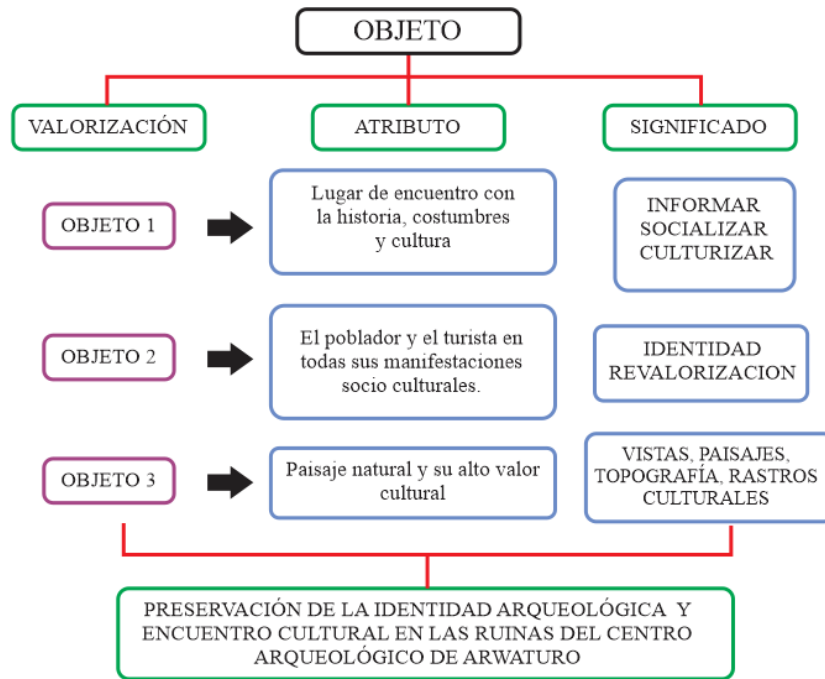 OBJETO
VALORIZACIÓN
ATRIBUTO
SIGNIFICADO
OBJETO 1
Lugar de encuentro con
la historia, costumbres
y cultura
INFORMAR
SOCIALIZAR
CULTURIZAR
OBJETO 2
El poblador y el turista en
todas sus manifestaciones
socio culturales.
IDENTIDAD
REVALORIZACION
OBJETO 3
Paisaje natural y su alto valor
cultural
VISTAS, PAISAJES,
TOPOGRAFÍA, RASTROS
CULTURALES
PRESERVACIÓN DE LA IDENTIDAD ARQUEOLÓGICA Y
ENCUENTRO CULTURAL EN LAS RUINAS DEL CENTRO
ARQUEOLÓGICO DE ARWATURO